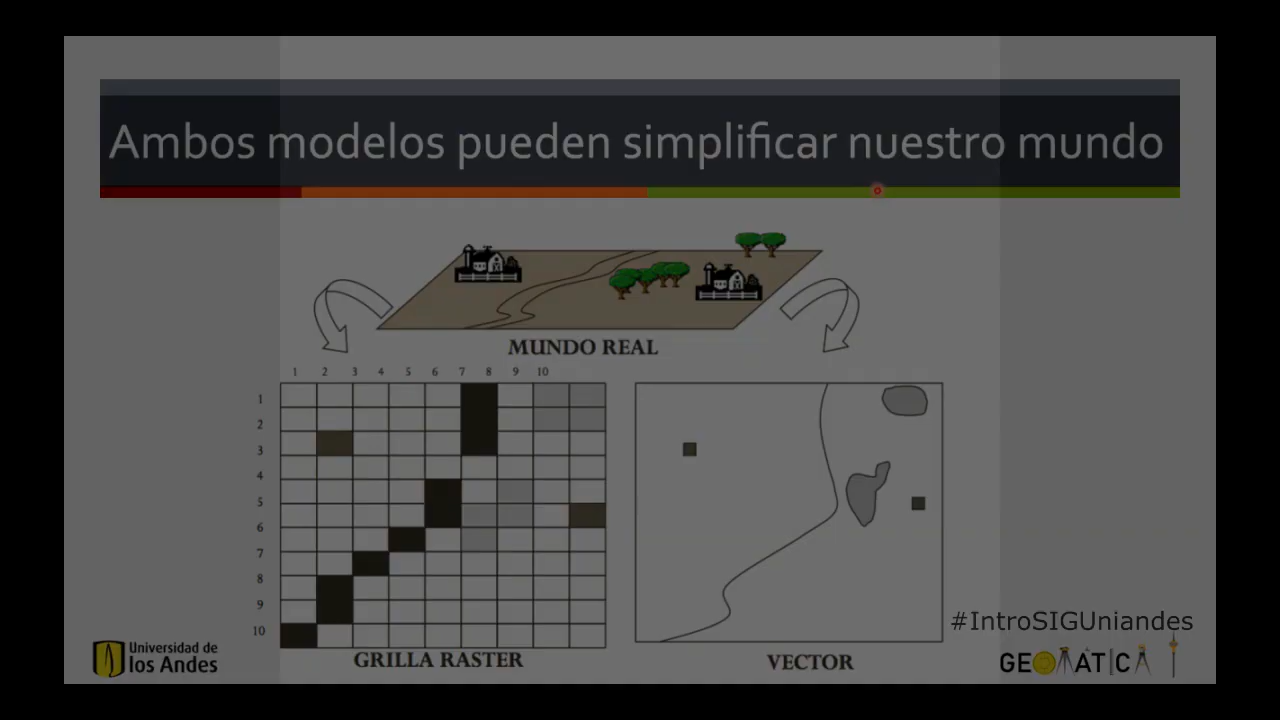 Ambos modelos pueden simplificar nuestro mundo
MUNDO REAL
1 2 3 4 5 6 7 8 9 10
1
2
3
4
5
6
7
8
9
10
GRILLA RASTER
VECTOR
#IntroSIGUniandes
Universidad de
los Andes
GEOMATICA